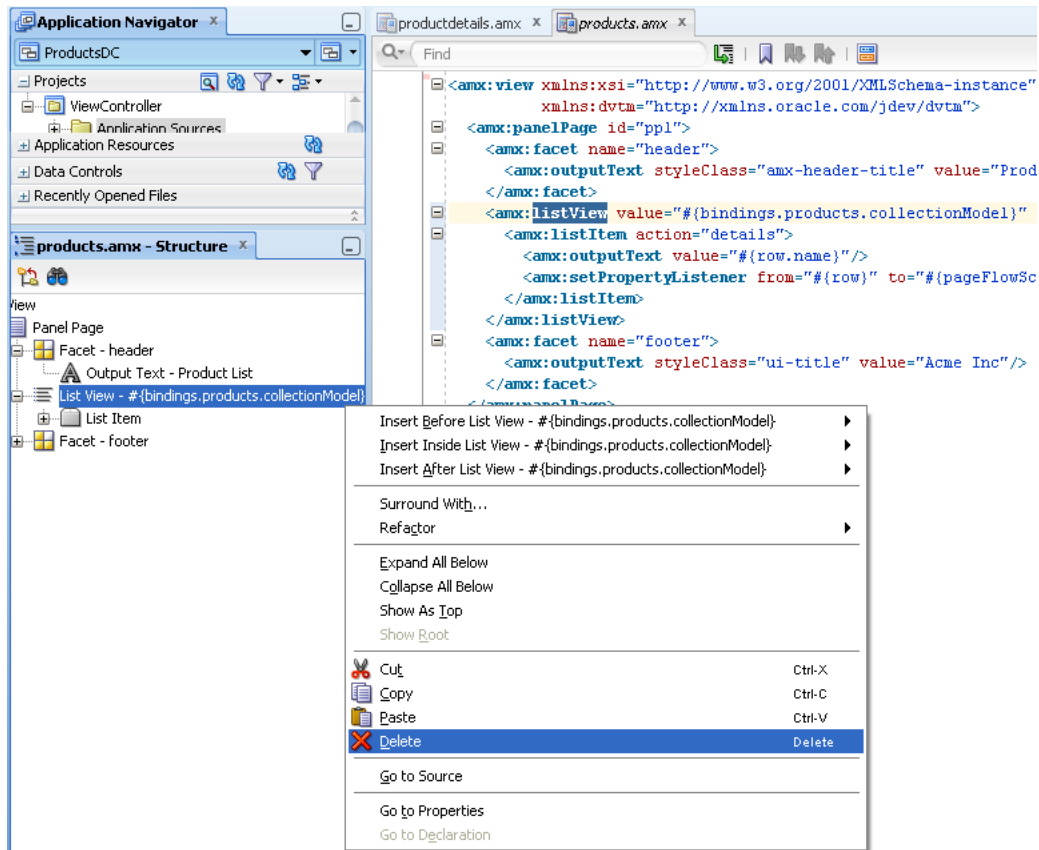 Application Navigator
ProductsDC
Projects
ViewController
Application Sources
Application Resources
Data Controls
Recently Opened Files
products.amx - Structure
View
Panel Page
Facet - header
Output Text - Product List
List View - #{bindings.products.collectionModel}
List Item
Facet - footer
productdetails.amx
products.amx
Find
<amx:view xmlns:xsi="http://www.w3.org/2001/XMLSchema-instance"
xmlns:dvtm="http://xmlns.oracle.com/jdev/dvtm">
<amx:panelPage id="pp1">
<amx:facet name="header">
<amx:outputText styleClass="amx-header-title" value="Prod
</amx:facet>
<amx:listView value="#{bindings.products.collectionModel}"
<amx:listItem action="details">
<amx:outputText value="#{row.name}"/>
<amx:setPropertyListener from="#{row}" to="#{pageFlowSc
</amx:listItem>
</amx:listView>
<amx:facet name="footer">
<amx:outputText styleClass="ui-title" value="Acme Inc"/>
</amx:facet>
</amx:panelPage>
Insert Before List View - #{bindings.products.collectionModel}
Insert Inside List View - #{bindings.products.collectionModel}
Insert After List View - #{bindings.products.collectionModel}
Surround With...
Refactor
Expand All Below
Collapse All Below
Show As Top
Show Root
Cut Ctrl-X
Copy Ctrl-C
Paste Ctrl-V
Delete Delete
Go to Source
Go to Properties
Go to Declaration